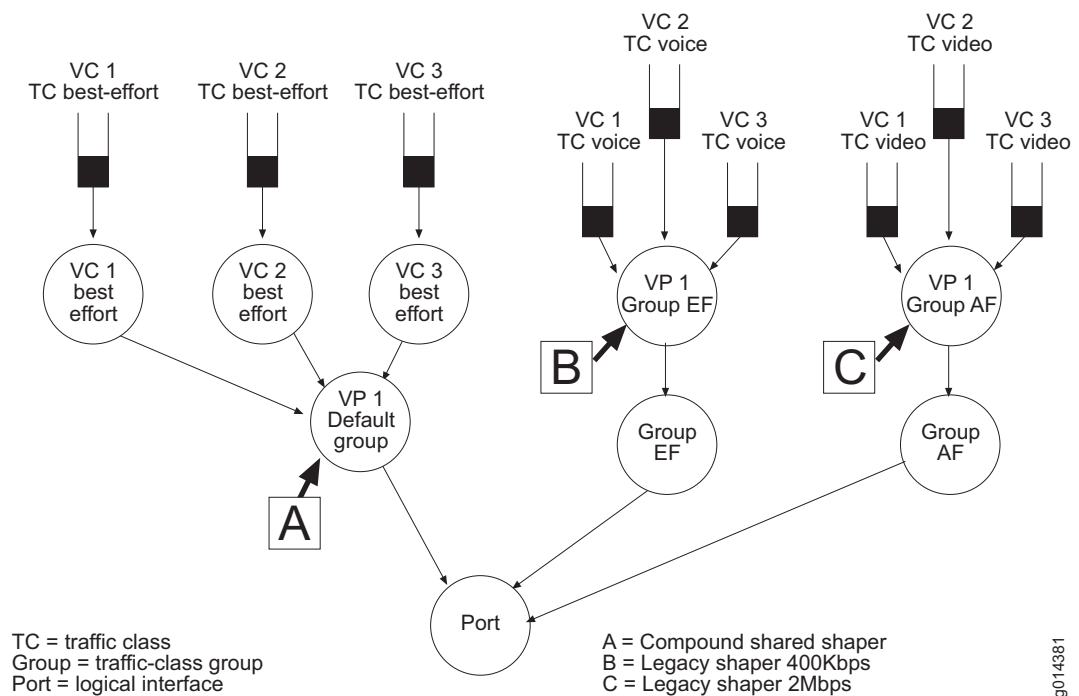 VC 1
TC best-effort
VC 2
TC best-effort
VC 3
TC best-effort
VC 2
TC voice
VC 1
TC voice
VC 3
TC voice
VC 2
TC video
VC 1
TC video
VC 3
TC video
VC 1
best
effort
VC 2
best
effort
VC 3
best
effort
VP 1
Group EF
VP 1
Group AF
B
C
VP 1
Default
group
Group
EF
Group
AF
A
Port
TC = traffic class
Group = traffic-class group
Port = logical interface
A = Compound shared shaper
B = Legacy shaper 400Kbps
C = Legacy shaper 2Mbps
g014381